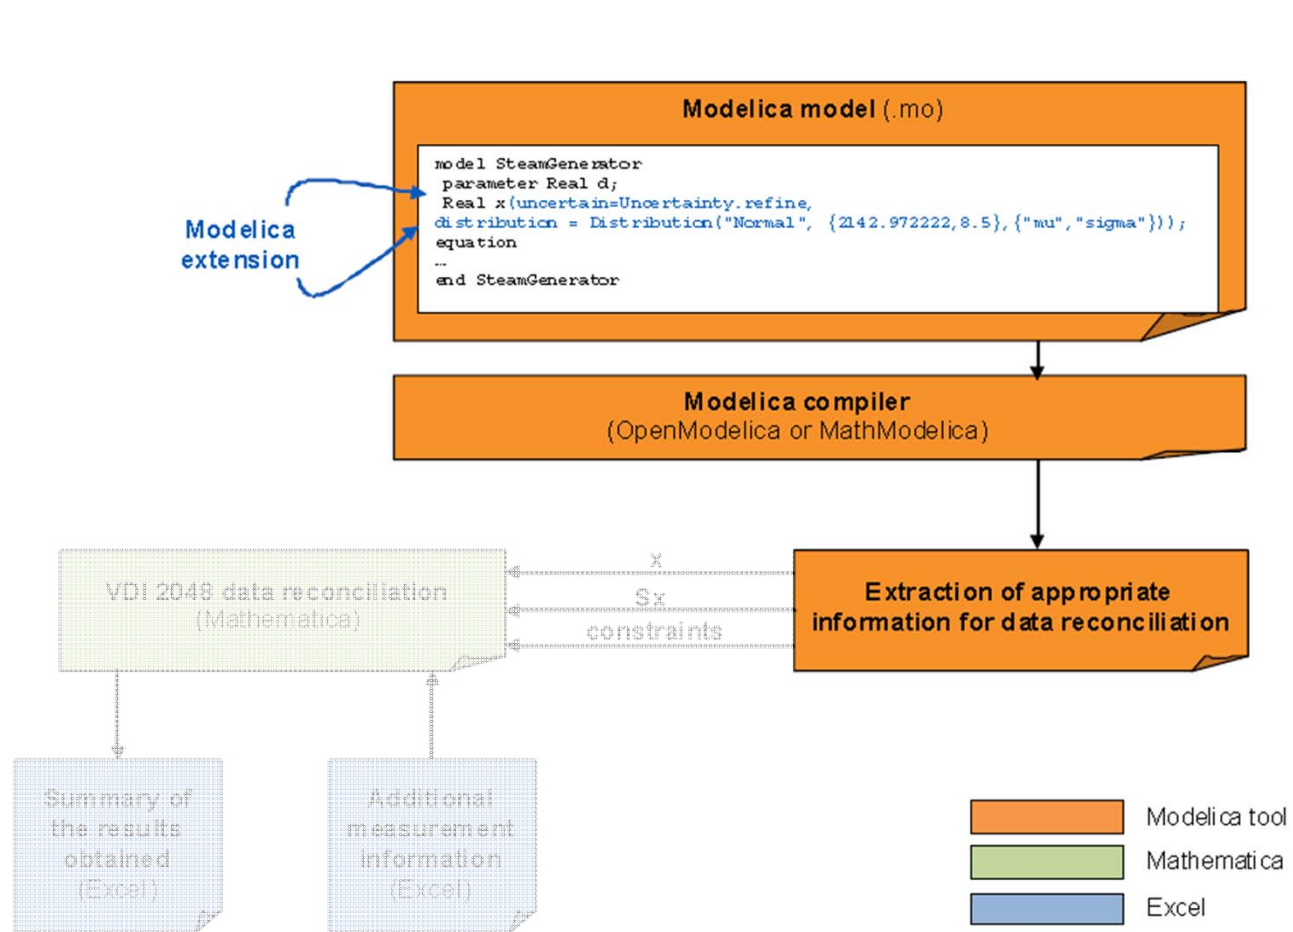 Modelica model (.mo)
model SteamGenerator
parameter Real d;
Real x(uncertain=Uncertainty.refine,
distribution = Distribution("Normal", {2142.972222,8.5},{"mu","sigma"}));
equation
…
end SteamGenerator
Modelica
extension
Modelica compiler
(OpenModelica or MathModelica)
VDI 2048 data reconciliation
(Mathematica)
x
Sx
constraints
Extraction of appropriate
information for data reconciliation
Summary of
the results
obtained
(Excel)
Additional
measurement
information
(Excel)
Modelica tool
Mathematica
Excel